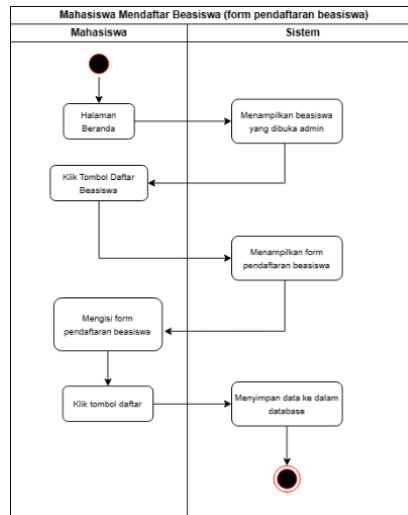 Mahasiswa Mendaftar Beasiswa (form pendaftaran beasiswa)
Mahasiswa
Sistem
Halaman
Beranda
Menampilkan beasiswa
yang dibuka admin
Klik Tombol Daftar
Beasiswa
Menampilkan form
pendaftaran beasiswa
Mengisi form
pendaftaran beasiswa
Klik tombol daftar
Menyimpan data ke dalam
database